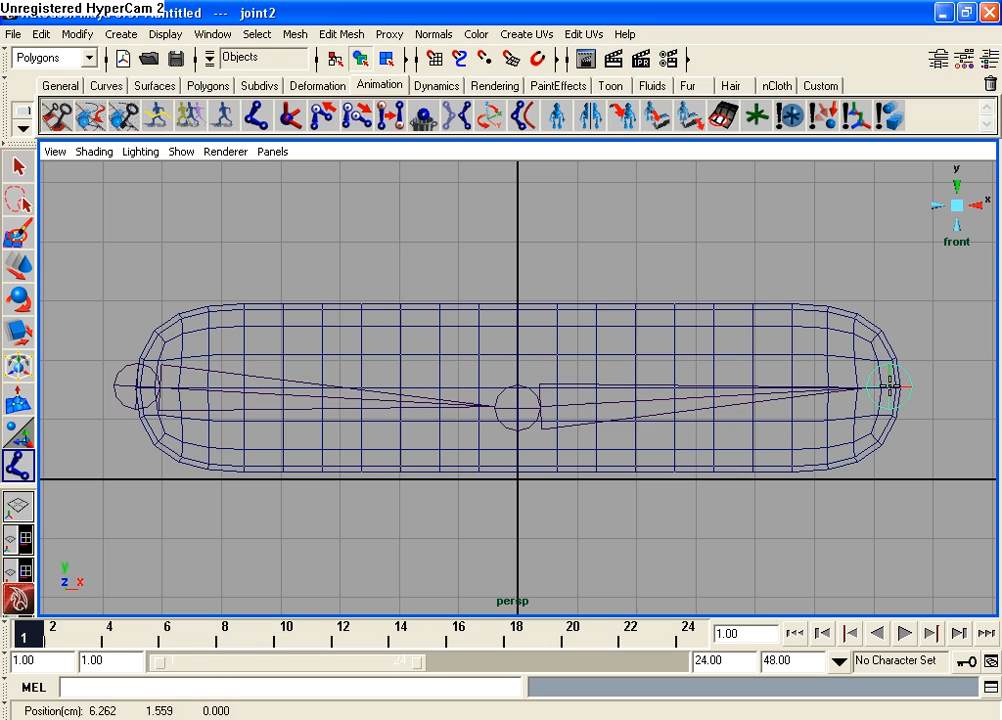 Unregistered HyperCam 2
untitled --- joint2
File Edit Modify Create Display Window Select Mesh Edit Mesh Proxy Normals Color Create UVs Edit UVs Help
Polygons Objects IPR
General Curves Surfaces Polygons Subdivs Deformation Animation Dynamics Rendering PaintEffects Toon Fluids Fur Hair nCloth Custom
View Shading Lighting Show Renderer Panels
y
x
front
y
z x
persp
1 2 4 6 8 10 12 14 16 18 20 22 24 1.00
1.00 1.00 1 24 24.00 48.00 No Character Set
MEL
Position(cm): 6.262 1.559 0.000